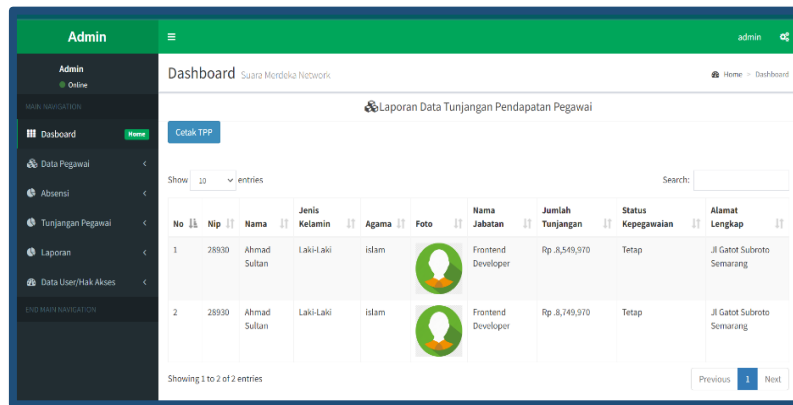 Admin
admin
Admin
Online
Dashboard Suara Merdeka Network
Home > Dashboard
MAIN NAVIGATION
Dasboard Home
Data Pegawai
Absensi
Tunjangan Pegawai
Laporan
Data User/Hak Akses
END MAIN NAVIGATION
Laporan Data Tunjangan Pendapatan Pegawai
Cetak TPP
Show 10 entries
Search:
No Nip Nama Jenis Kelamin Agama Foto Nama Jabatan Jumlah Tunjangan Status Kepegawaian Alamat Lengkap
1 28930 Ahmad Sultan Laki-Laki islam Frontend Developer Rp.8,549,970 Tetap Jl Gatot Subroto Semarang
2 28930 Ahmad Sultan Laki-Laki islam Frontend Developer Rp.8,749,970 Tetap Jl Gatot Subroto Semarang
Showing 1 to 2 of 2 entries
Previous 1 Next